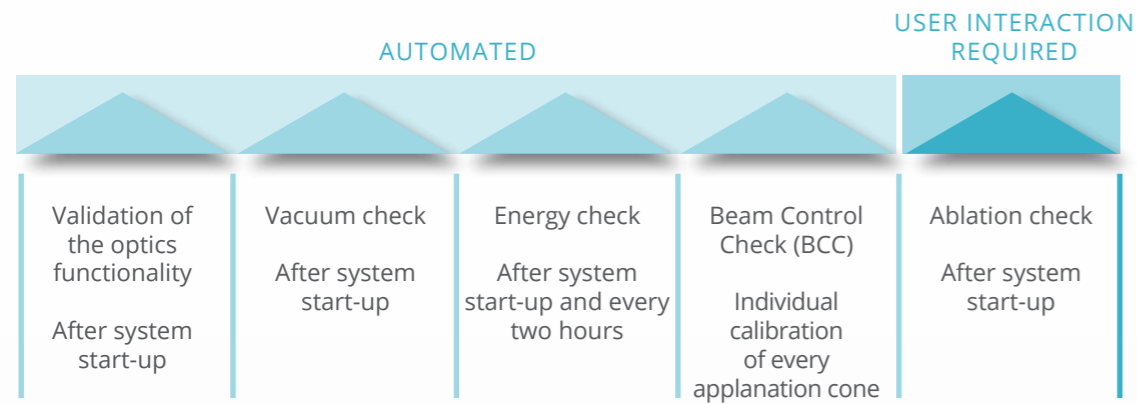 AUTOMATED
USER INTERACTION
REQUIRED
Validation of
the optics
functionality
After system
start-up
Vacuum check
After system
start-up
Energy check
After system
start-up and every
two hours
Beam Control
Check (BCC)
Individual
calibration
of every
applanation cone
Ablation check
After system
start-up